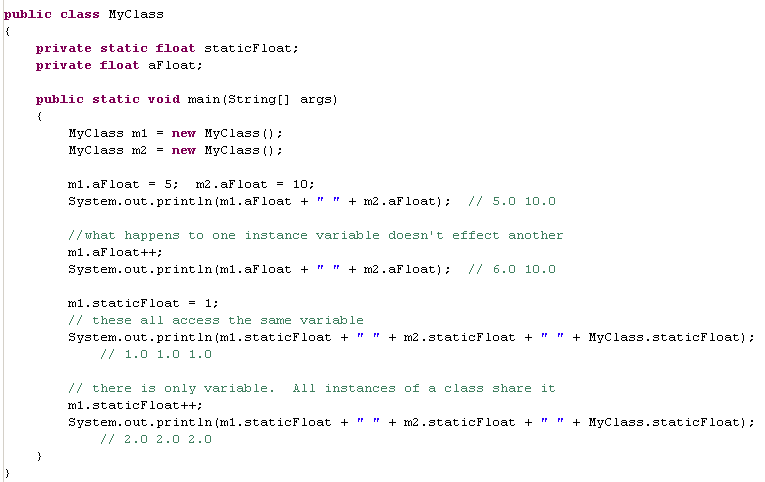 public class MyClass
{
    private static float staticFloat;
    private float aFloat;

    public static void main(String[] args)
    {
        MyClass m1 = new MyClass();
        MyClass m2 = new MyClass();

        m1.aFloat = 5;  m2.aFloat = 10;
        System.out.println(m1.aFloat + " " + m2.aFloat);  // 5.0 10.0

        //what happens to one instance variable doesn't effect another
        m1.aFloat++;
        System.out.println(m1.aFloat + " " + m2.aFloat);  // 6.0 10.0

        m1.staticFloat = 1;
        // these all access the same variable
        System.out.println(m1.staticFloat + " " + m2.staticFloat + " " + MyClass.staticFloat);
            // 1.0 1.0 1.0

        // there is only variable.  All instances of a class share it
        m1.staticFloat++;
        System.out.println(m1.staticFloat + " " + m2.staticFloat + " " + MyClass.staticFloat);
            // 2.0 2.0 2.0
    }
}